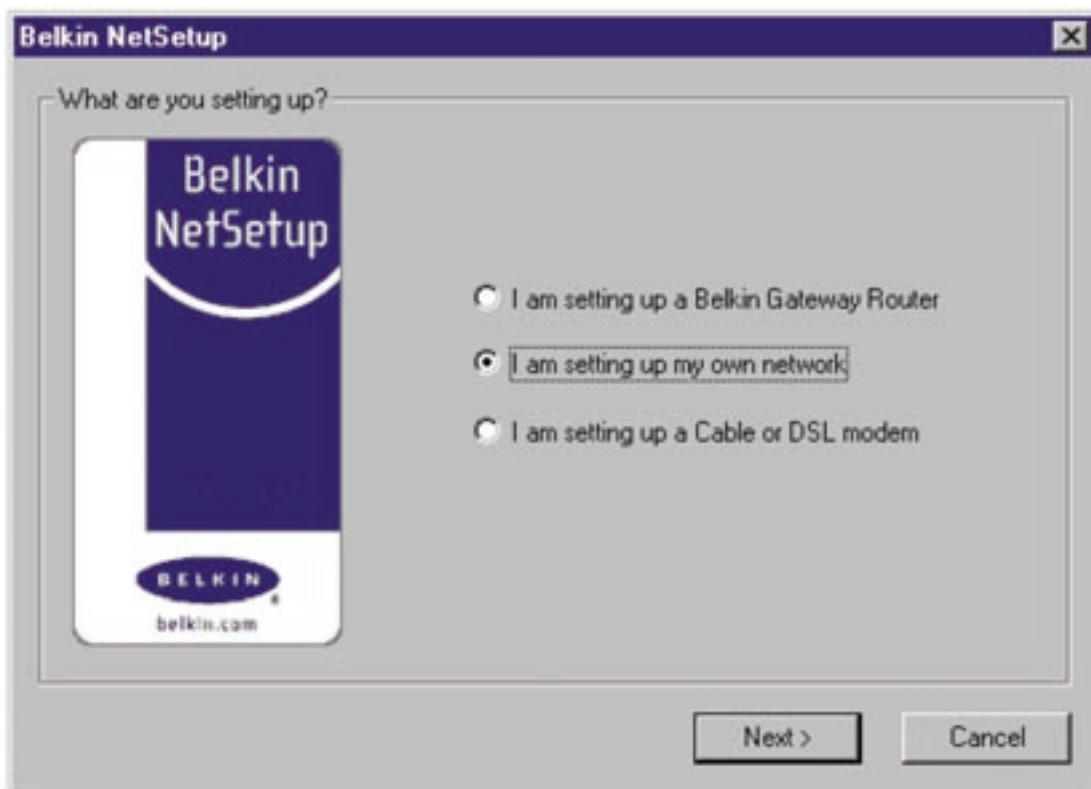 Belkin NetSetup
What are you setting up?
Belkin
NetSetup
I am setting up a Belkin Gateway Router
I am setting up my own network
I am setting up a Cable or DSL modem
BELKIN
belkin.com
Next >
Cancel